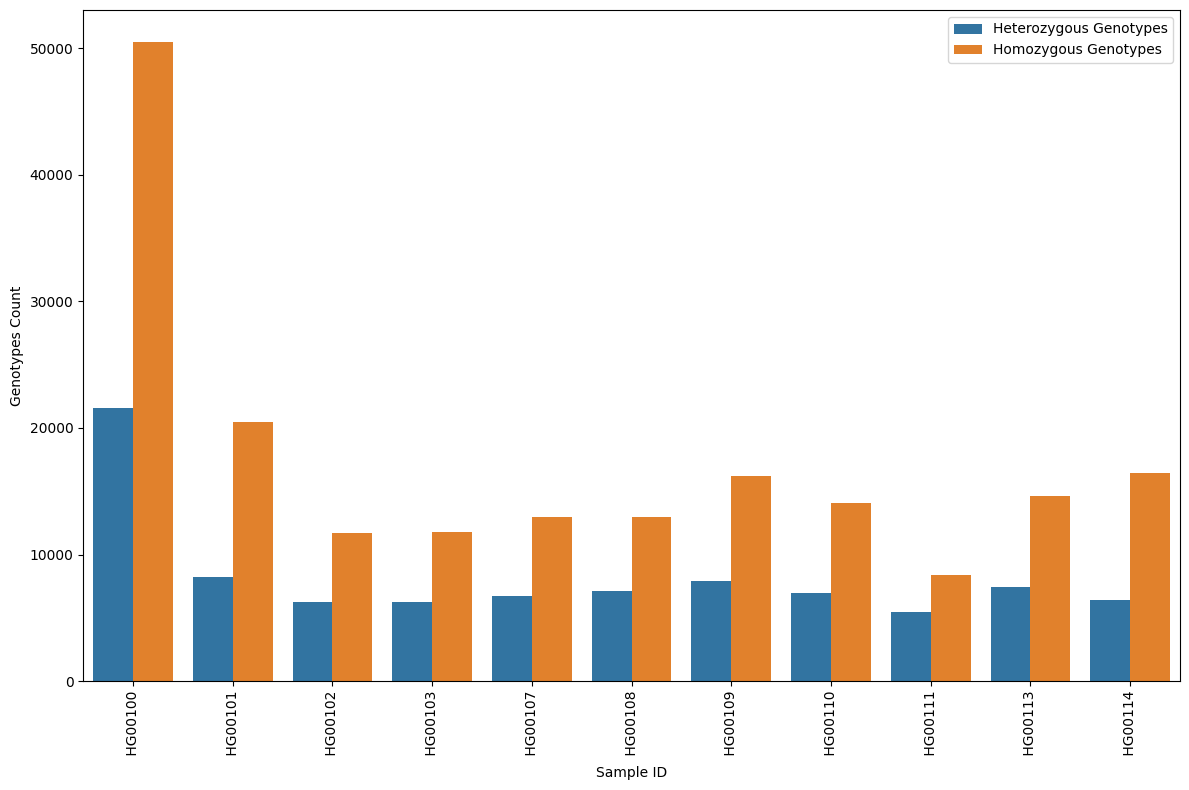 Heterozygous Genotypes
Homozygous Genotypes
Genotypes Count
50000
40000
30000
20000
10000
0
HG00100
HG00101
HG00102
HG00103
HG00107
HG00108
HG00109
HG00110
HG00111
HG00113
HG00114
Sample ID